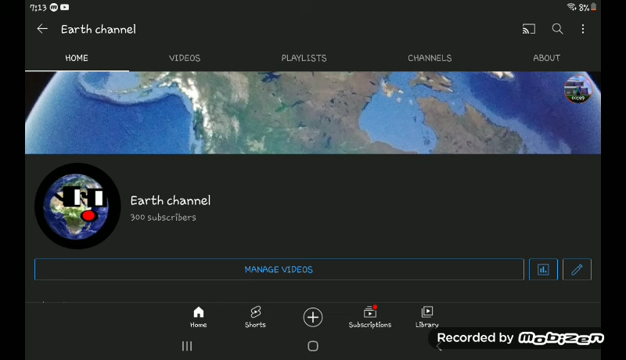 7:13
8%
Earth channel
HOME
VIDEOS
PLAYLISTS
CHANNELS
ABOUT
Earth channel
300 subscribers
MANAGE VIDEOS
Home
Shorts
Subscriptions
Library
Recorded by Mobizen